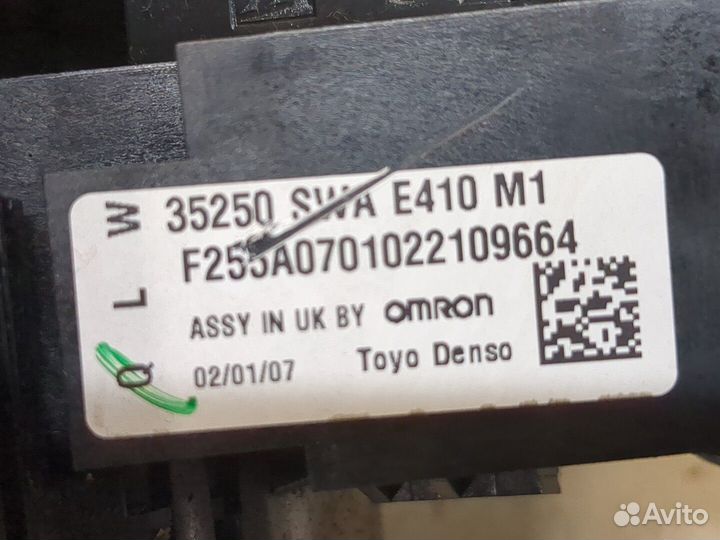 W
L
Q
35250 SWA E410 M1
F255A0701022109664
ASSY IN UK BY OMRON
02/01/07 Toyo Denso
Avito